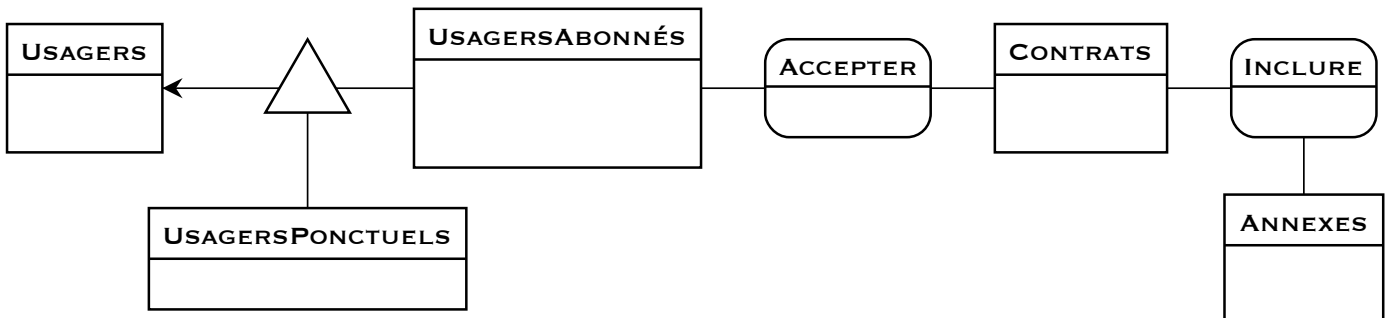 Usagers
UsagersAbonnés
Accepter
Contrats
Inclure
UsagersPonctuels
Annexes